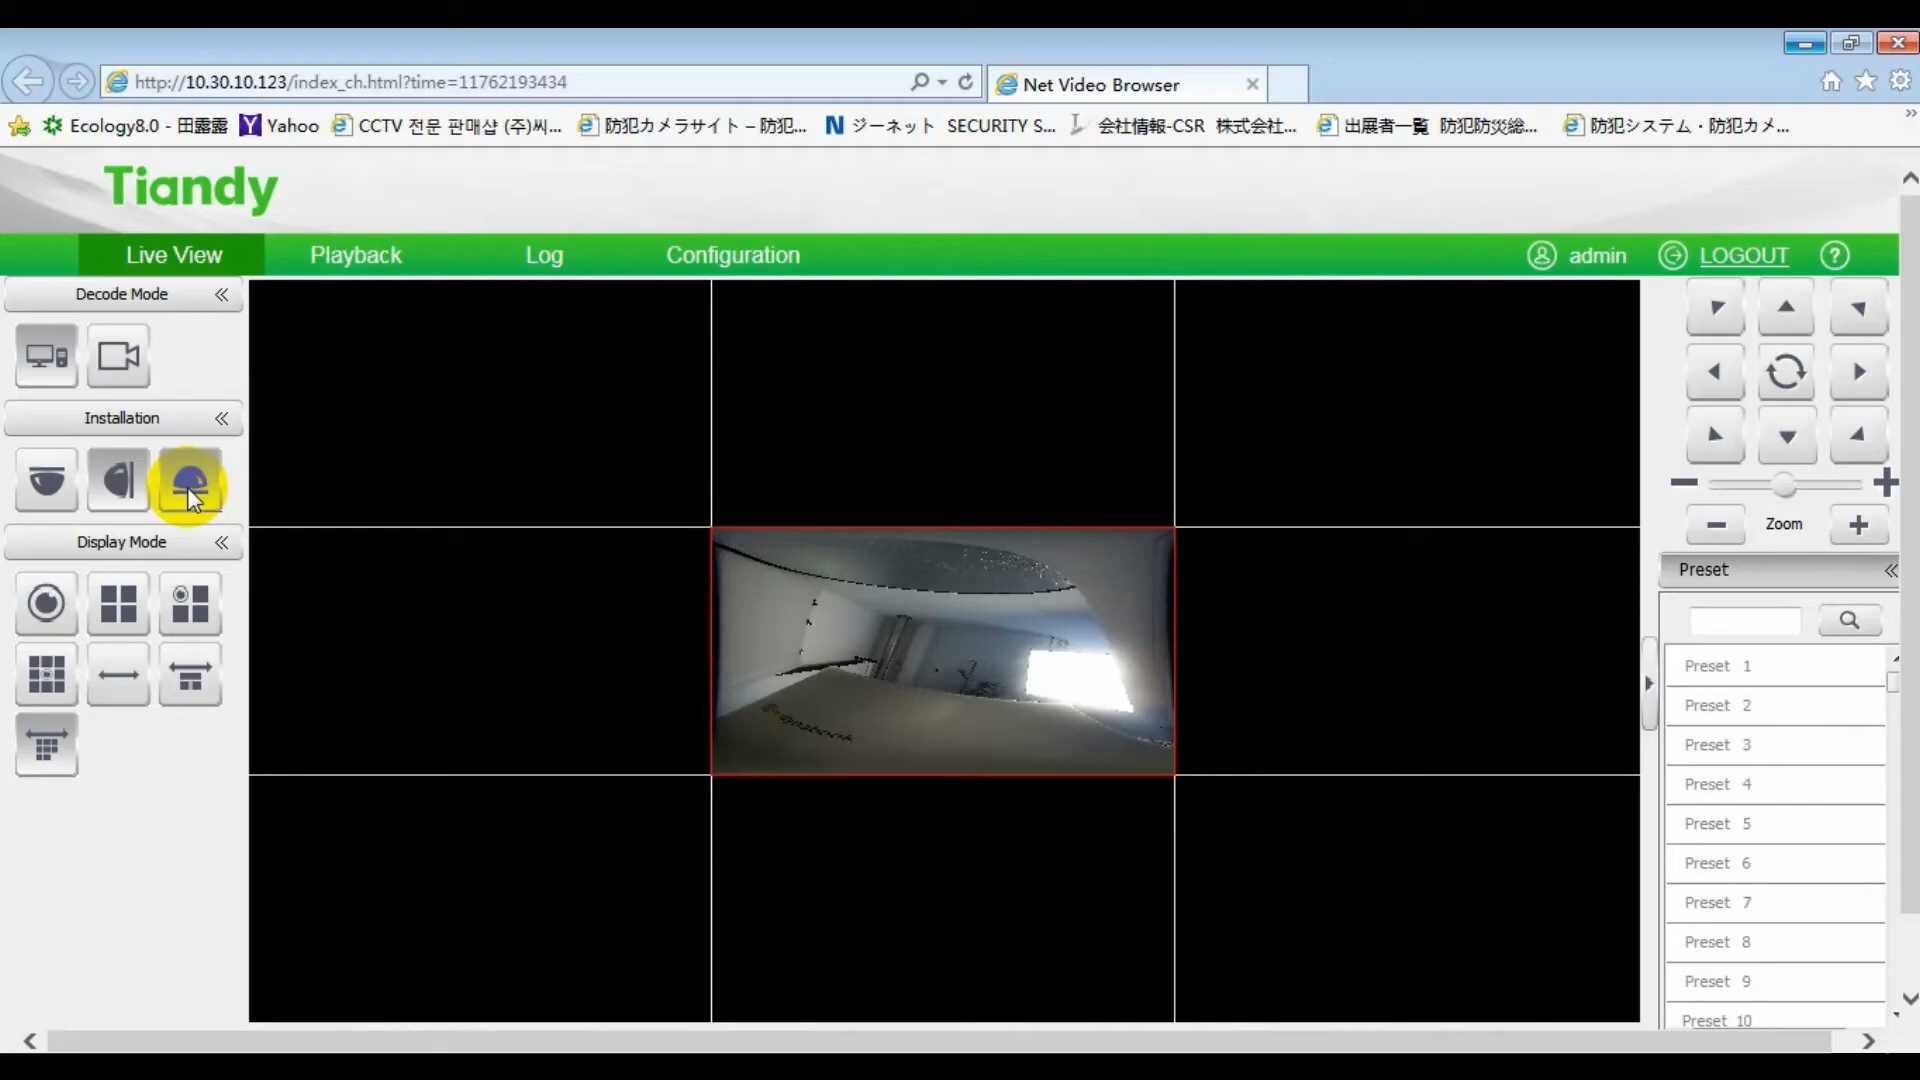 http://10.30.10.123/index_ch.html?time=11762193434
Net Video Browser
Ecology8.0 - 田露露
Yahoo
CCTV 전문 판매샵 (주)씨...
防犯カメラサイト – 防犯...
ジーネット SECURITY S...
会社情報-CSR 株式会社...
出展者一覧 防犯防災総...
防犯システム・防犯カメ...
Tiandy
Live View
Playback
Log
Configuration
admin
LOGOUT
Decode Mode
Installation
Display Mode
dynabook
Zoom
Preset
Preset 1
Preset 2
Preset 3
Preset 4
Preset 5
Preset 6
Preset 7
Preset 8
Preset 9
Preset 10